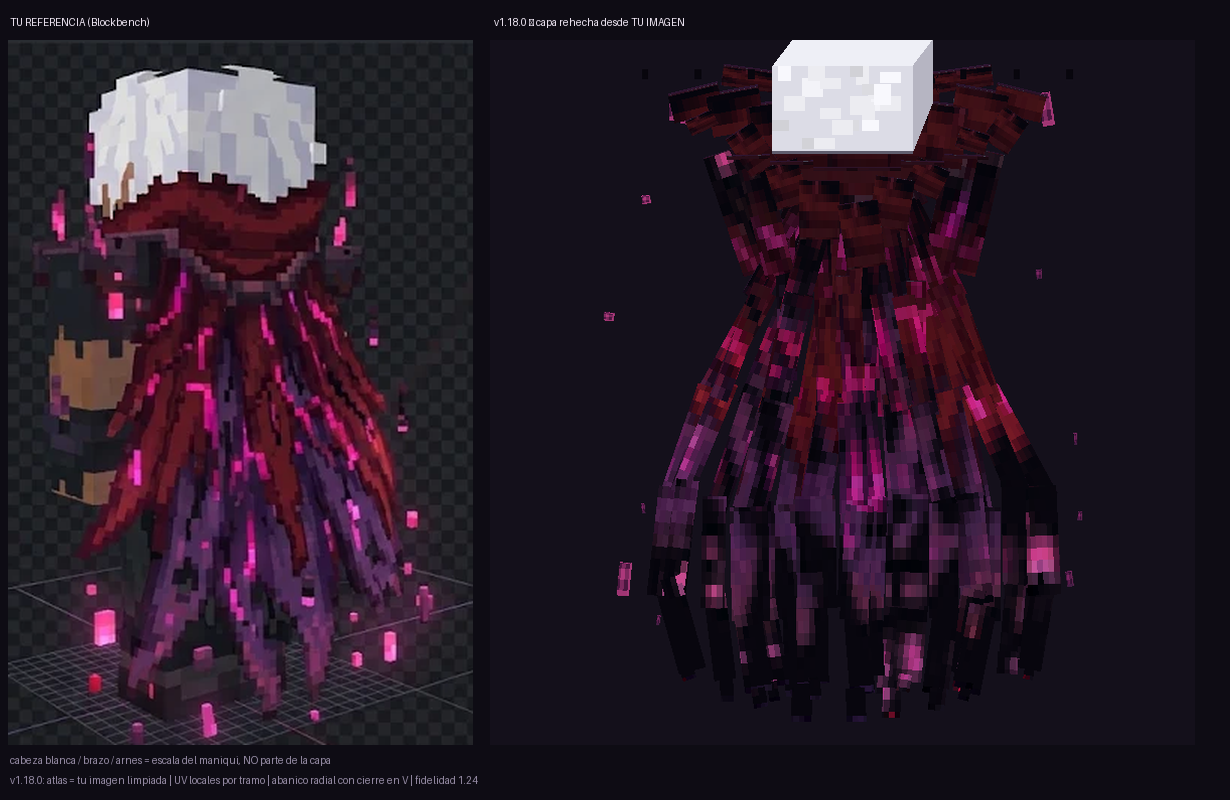 TU REFERENCIA (Blockbench)
v1.18.0 ▯ capa rehecha desde TU IMAGEN
cabeza blanca / brazo / arnes = escala del maniqui, NO parte de la capa
v1.18.0: atlas = tu imagen limpiada | UV locales por tramo | abanico radial con cierre en V | fidelidad 1.24